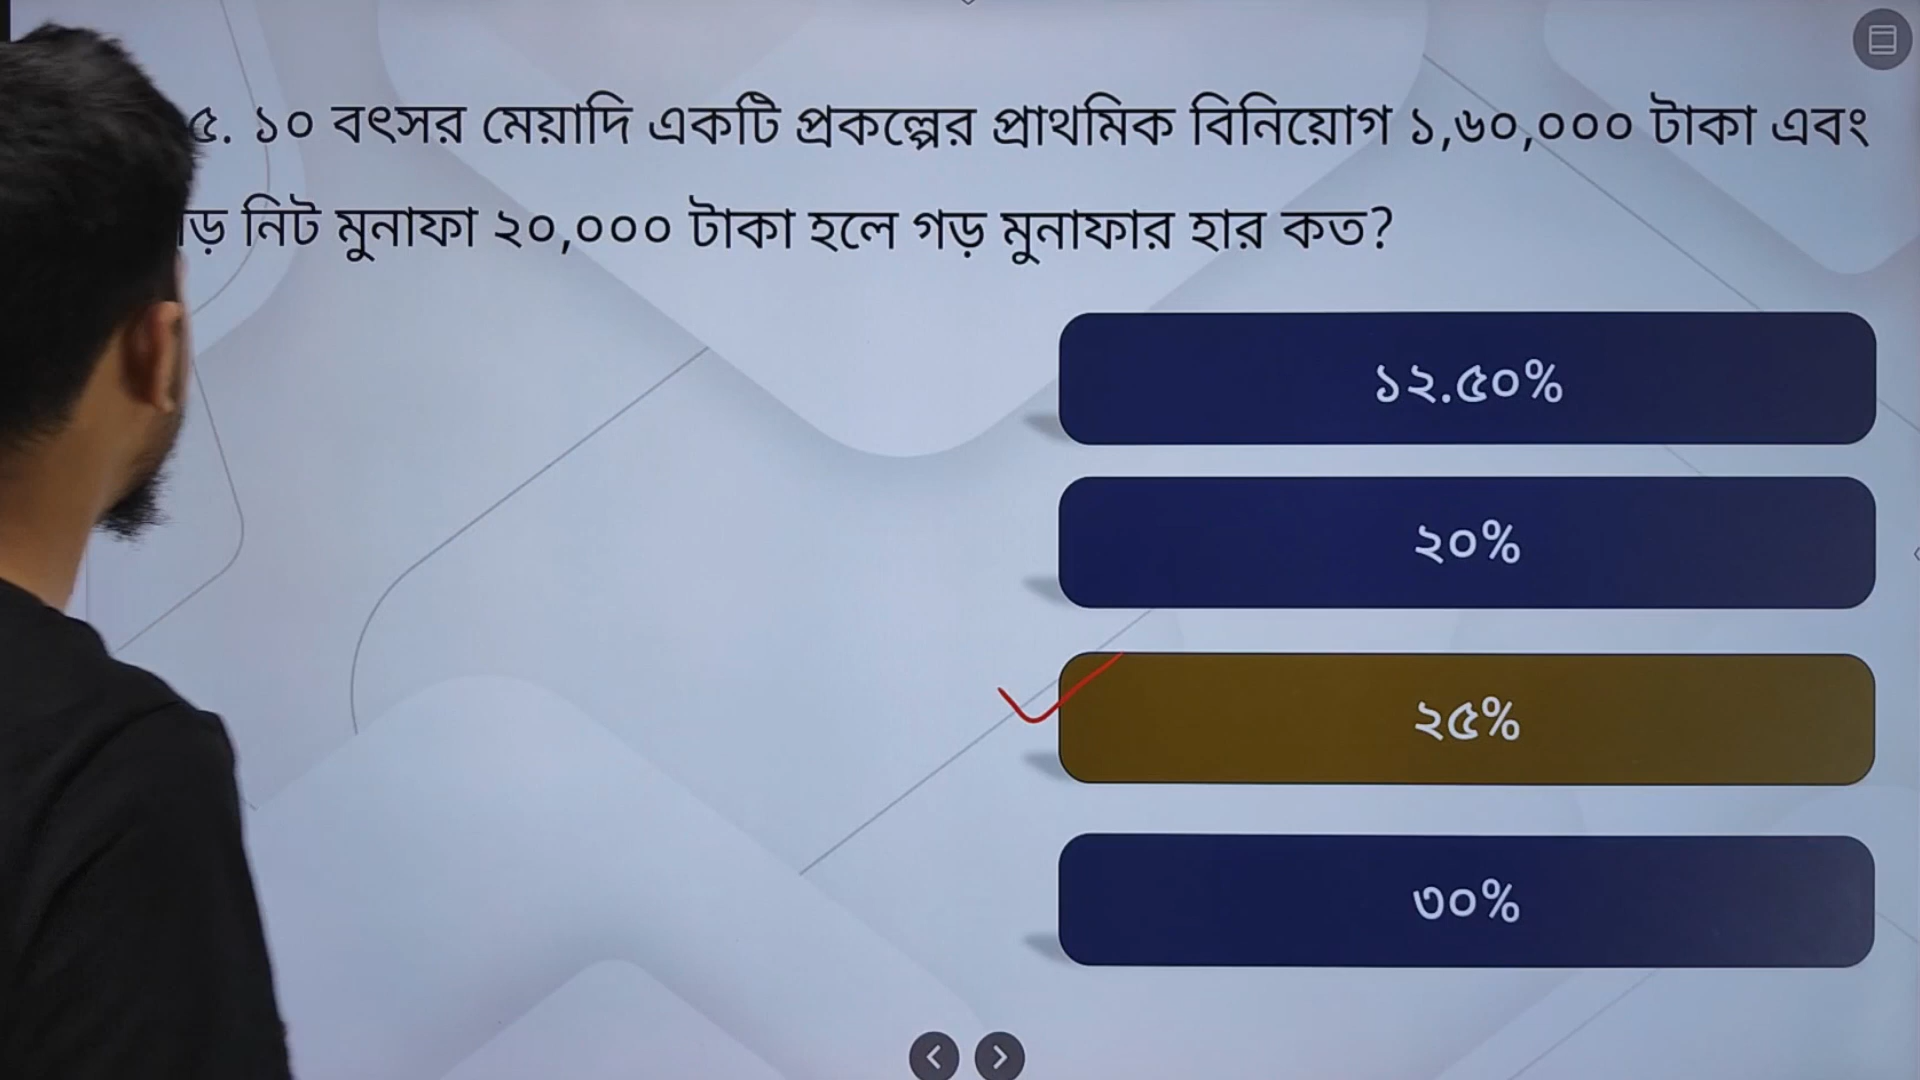 ৫. ১০ বৎসর মেয়াদি একটি প্রকল্পের প্রাথমিক বিনিয়োগ ১,৬০,০০০ টাকা এবং
নিট মুনাফা ২০,০০০ টাকা হলে গড় মুনাফার হার কত?
১২.৫০%
২০%
২৫%
৩০%